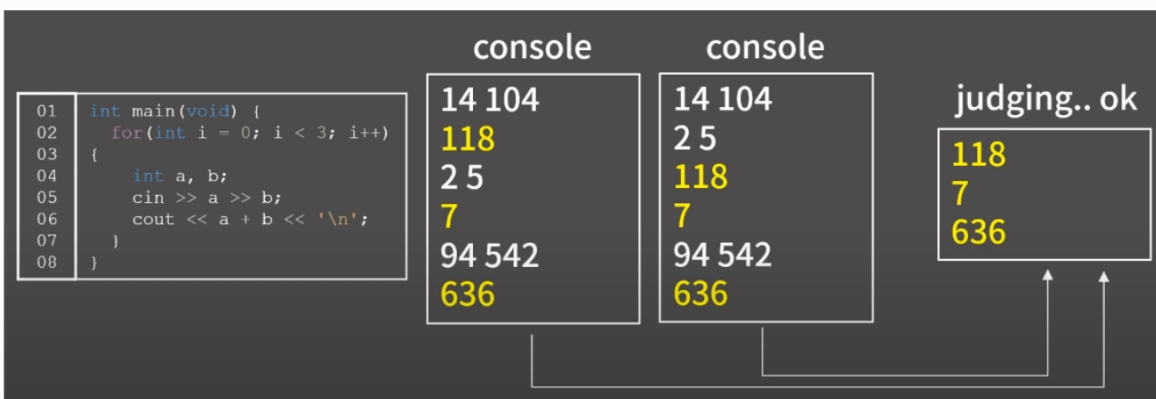 console
console
judging.. ok
01 int main(void) {
02 for(int i = 0; i < 3; i++)
03 {
04 int a, b;
05 cin >> a >> b;
06 cout << a + b << '\n';
07 }
08 }
14 104
118
2 5
7
94 542
636
14 104
2 5
118
7
94 542
636
118
7
636